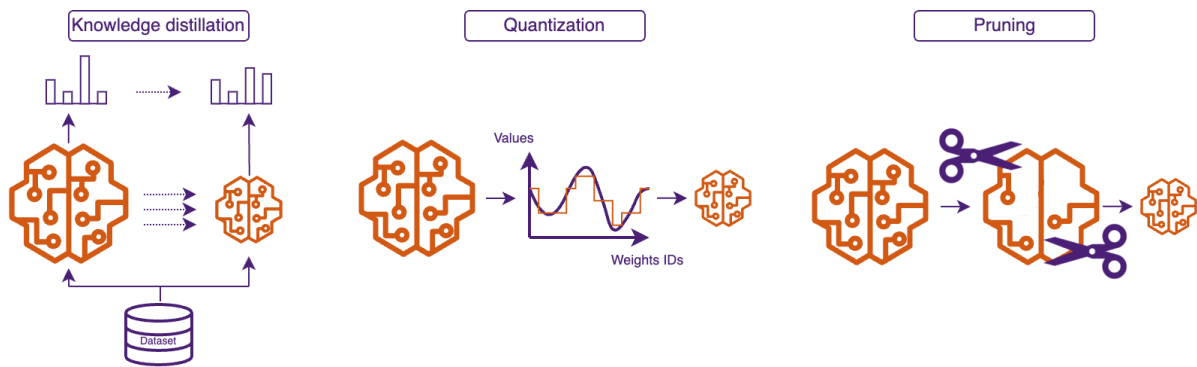 Knowledge distillation
Quantization
Pruning
Values
Weights IDs
Dataset